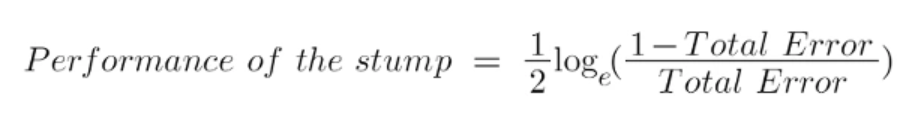 Performance of the stump = 1/2 log_e((1 − Total Error)/(Total Error))